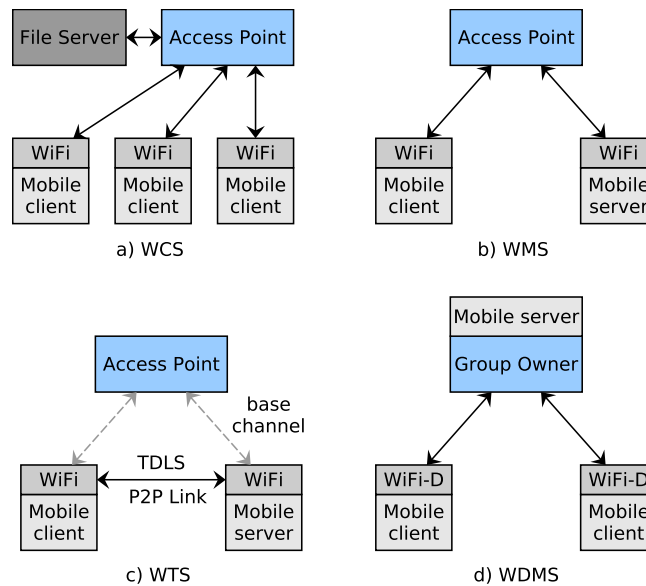 File Server
Access Point
WiFi
Mobile
client
WiFi
Mobile
client
WiFi
Mobile
client
a) WCS
Access Point
WiFi
Mobile
client
WiFi
Mobile
server
b) WMS
Access Point
base
channel
TDLS
P2P Link
WiFi
Mobile
client
WiFi
Mobile
server
c) WTS
Mobile server
Group Owner
WiFi-D
Mobile
client
WiFi-D
Mobile
client
d) WDMS